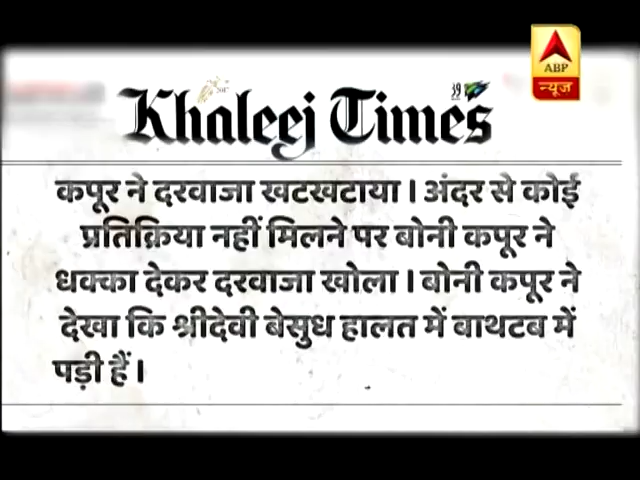 ABP
न्यूज़
Khaleej Times
कपूर ने दरवाजा खटखटाया । अंदर से कोई
प्रतिक्रिया नहीं मिलने पर बोनी कपूर ने
धक्का देकर दरवाजा खोला । बोनी कपूर ने
देखा कि श्रीदेवी बेसुध हालत में बाथटब में
पड़ी हैं ।